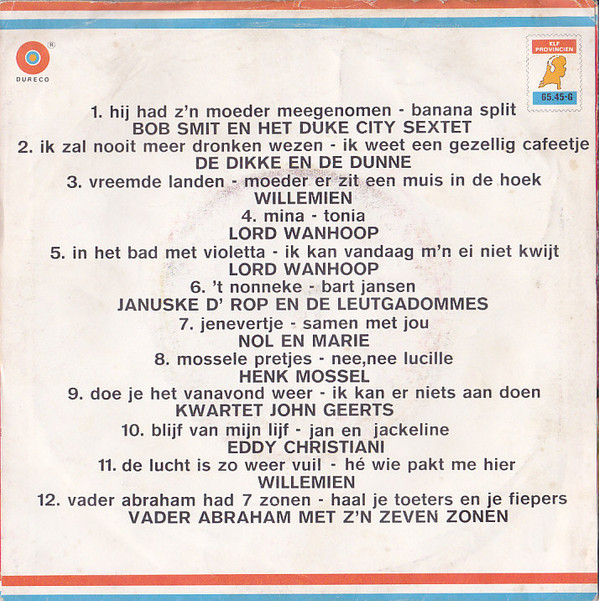 DURECO
®
ELF
PROVINCIEN
65.45-G
1. hij had z'n moeder meegenomen - banana split
BOB SMIT EN HET DUKE CITY SEXTET
2. ik zal nooit meer dronken wezen - ik weet een gezellig cafeetje
DE DIKKE EN DE DUNNE
3. vreemde landen - moeder er zit een muis in de hoek
WILLEMIEN
4. mina - tonia
LORD WANHOOP
5. in het bad met violetta - ik kan vandaag m'n ei niet kwijt
LORD WANHOOP
6. 't nonneke - bart jansen
JANUSKE D' ROP EN DE LEUTGADOMMES
7. jenevertje - samen met jou
NOL EN MARIE
8. mossele pretjes - nee,nee lucille
HENK MOSSEL
9. doe je het vanavond weer - ik kan er niets aan doen
KWARTET JOHN GEERTS
10. blijf van mijn lijf - jan en jackeline
EDDY CHRISTIANI
11. de lucht is zo weer vuil - hé wie pakt me hier
WILLEMIEN
12. vader abraham had 7 zonen - haal je toeters en je fiepers
VADER ABRAHAM MET Z'N ZEVEN ZONEN